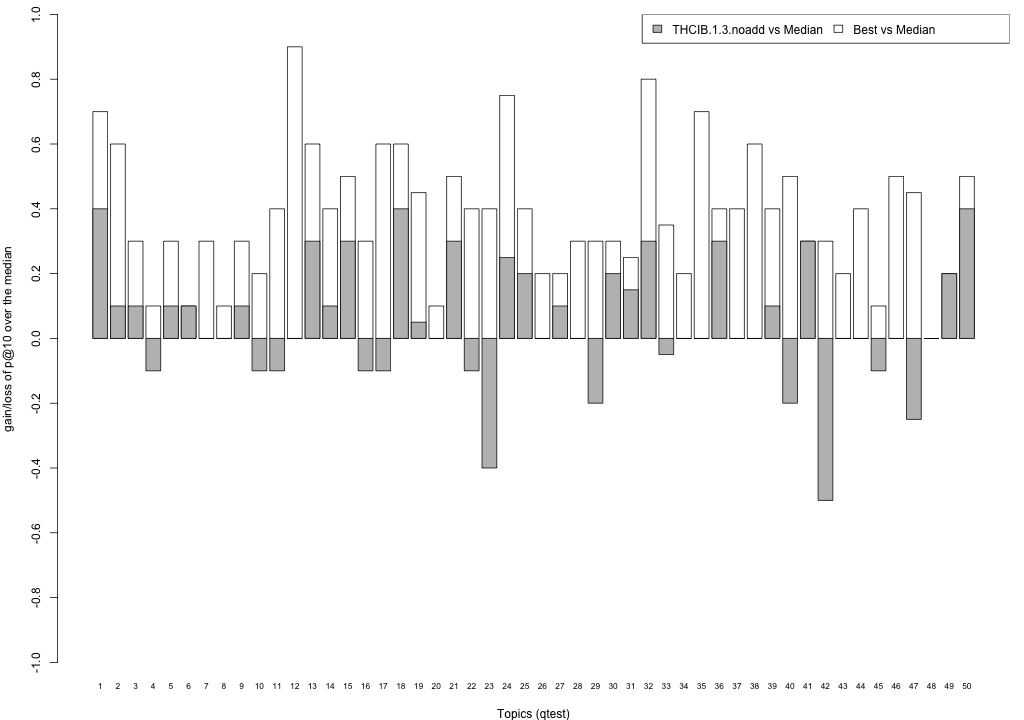 THCIB.1.3.noadd vs Median Best vs Median
1.0
0.8
0.6
0.4
0.2
0.0
-0.2
-0.4
-0.6
-0.8
-1.0
gain/loss of p@10 over the median
1 2 3 4 5 6 7 8 9 10 11 12 13 14 15 16 17 18 19 20 21 22 23 24 25 26 27 28 29 30 31 32 33 34 35 36 37 38 39 40 41 42 43 44 45 46 47 48 49 50
Topics (qtest)